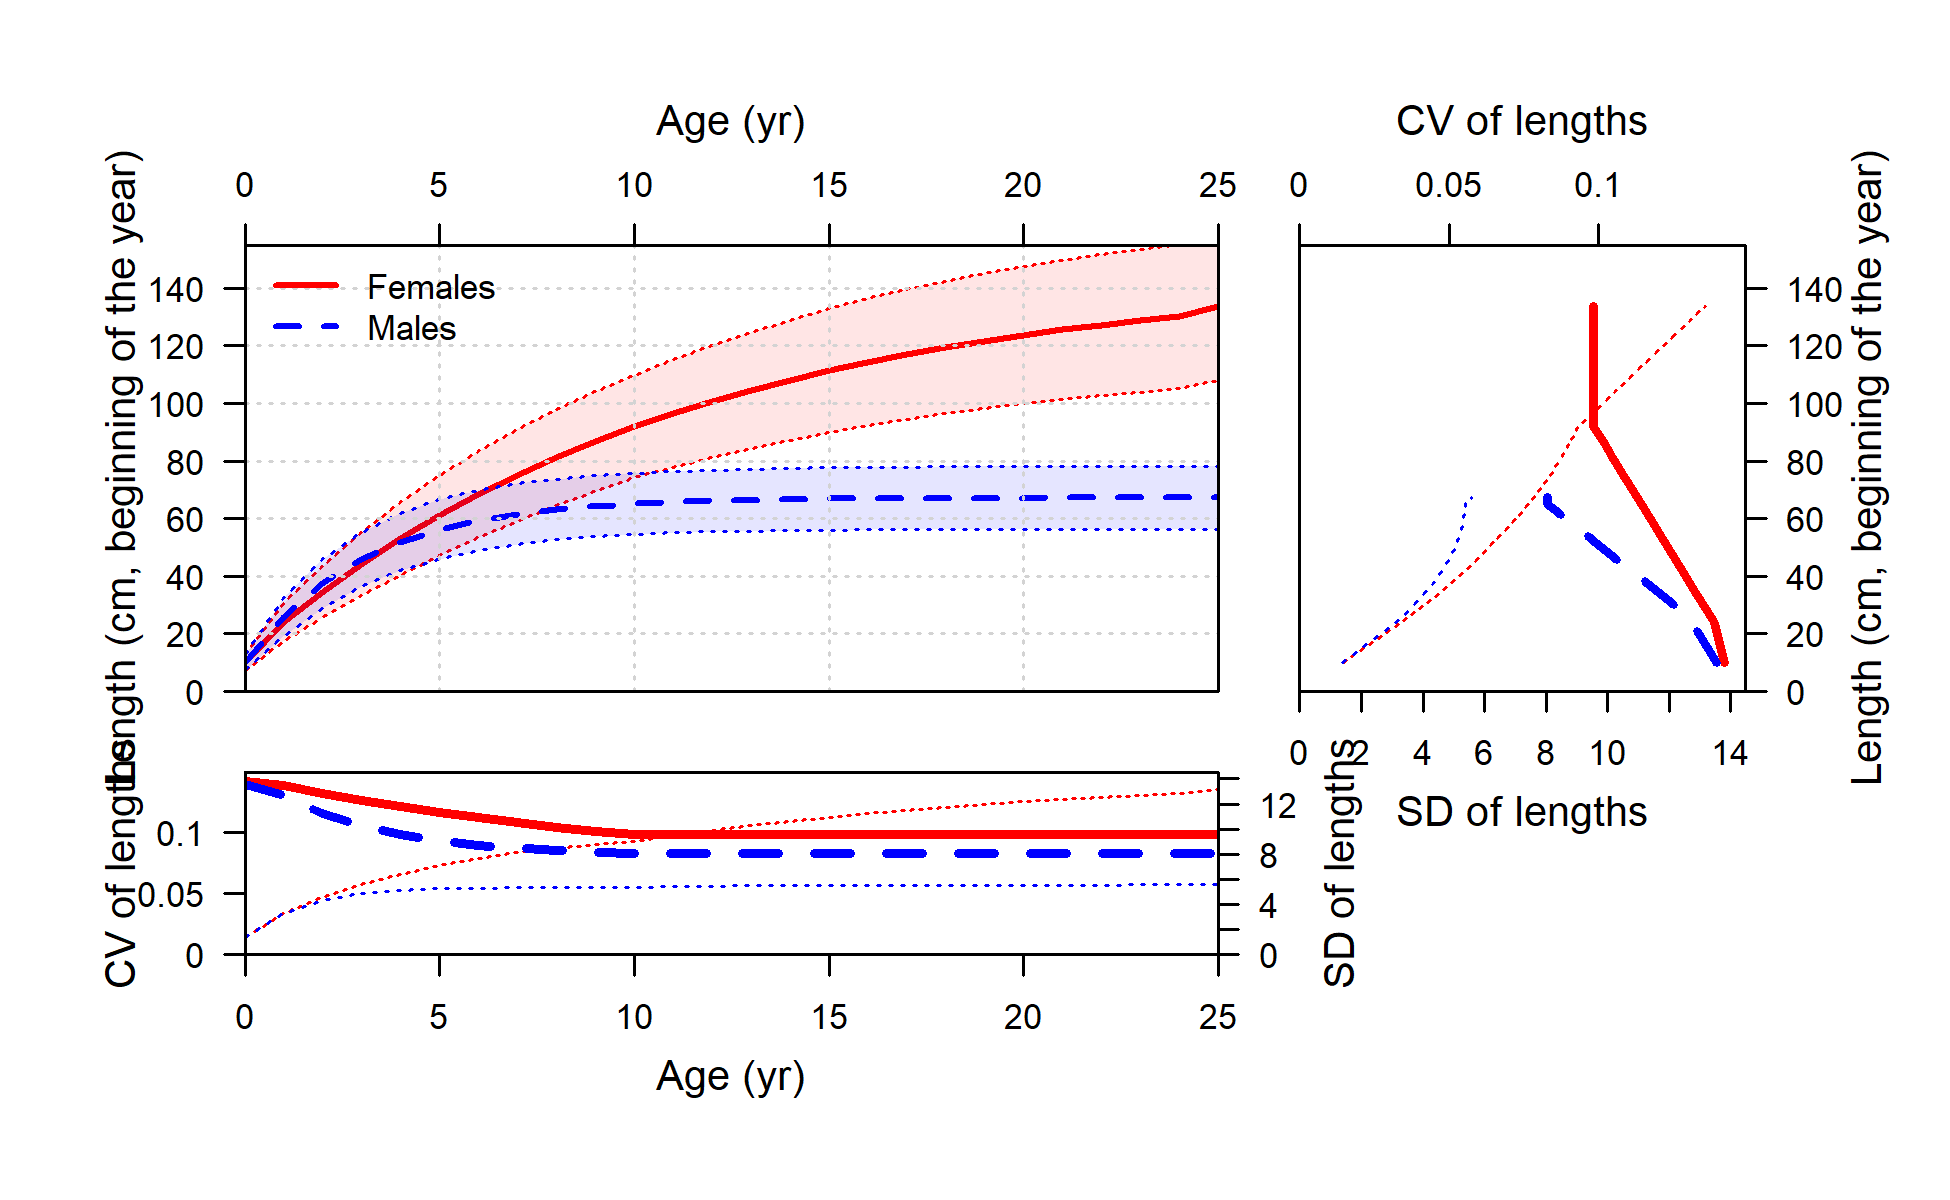 Age (yr)
CV of lengths
0 5 10 15 20 25
0 0.05 0.1
Length (cm, beginning of the year)
140
120
100
80
60
40
20
0
Females
Males
140
120
100
80
60
40
20
0
Length (cm, beginning of the year)
0 2 4 6 8 10 14
SD of lengths
CV of lengths
0.1
0.05
0
12
8
4
0
SD of lengths
0 5 10 15 20 25
Age (yr)